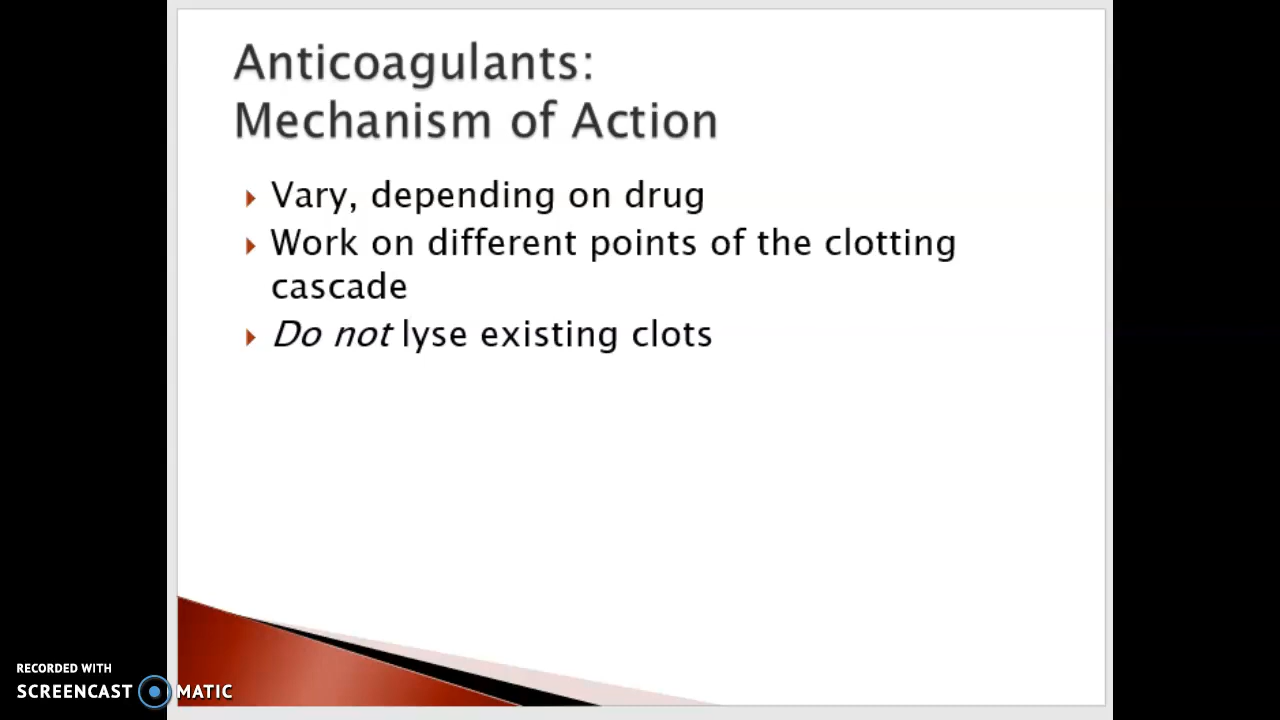 Anticoagulants:
Mechanism of Action
Vary, depending on drug
Work on different points of the clotting
cascade
Do not lyse existing clots
RECORDED WITH
SCREENCAST MATIC